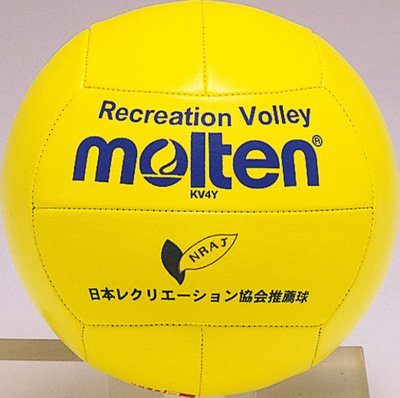 Recreation Volley
molten®
KV4Y
NRAJ
日本レクリエーション協会推薦球